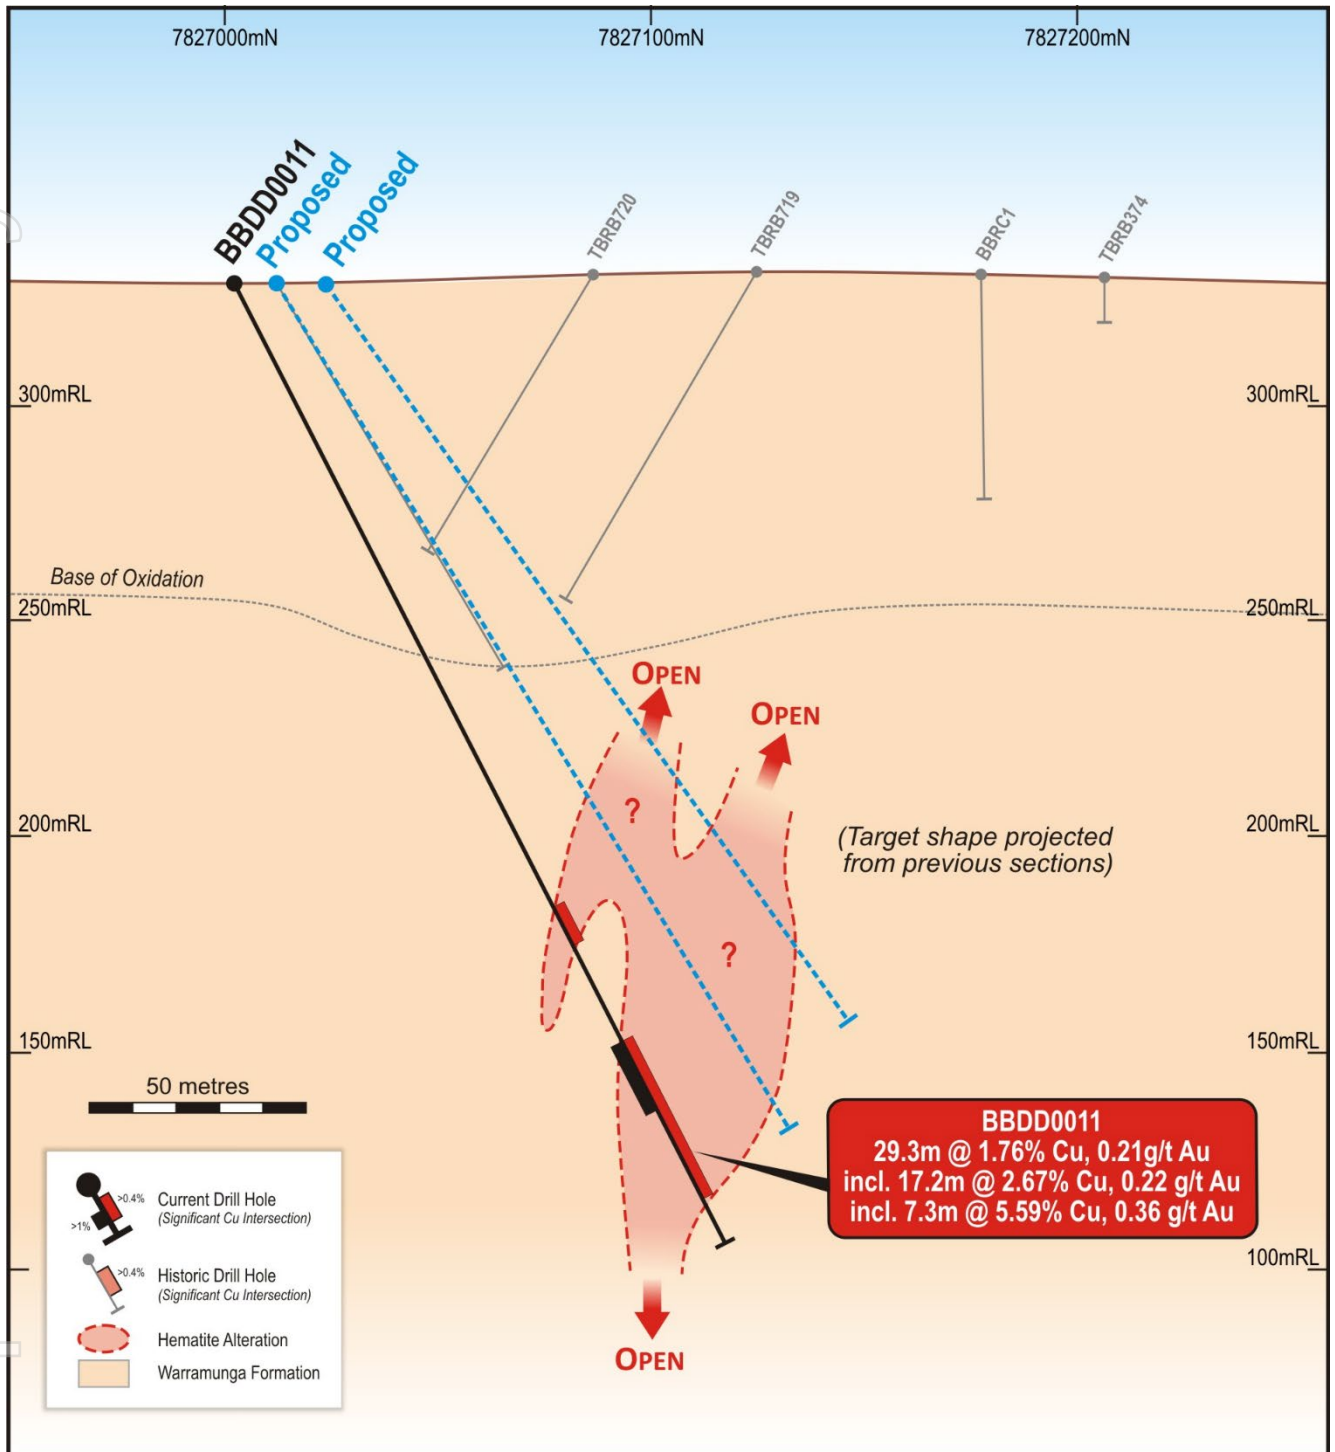 7827000mN
7827100mN
7827200mN
BBDD0011
Proposed
Proposed
TBRB720
TBRB719
BBRC1
TBRB374
300mRL
300mRL
Base of Oxidation
250mRL
250mRL
OPEN
OPEN
?
200mRL
200mRL
(Target shape projected
from previous sections)
?
150mRL
150mRL
50 metres
BBDD0011
29.3m @ 1.76% Cu, 0.21g/t Au
incl. 17.2m @ 2.67% Cu, 0.22 g/t Au
incl. 7.3m @ 5.59% Cu, 0.36 g/t Au
>0.4%
>1%
Current Drill Hole
(Significant Cu Intersection)
>0.4%
Historic Drill Hole
(Significant Cu Intersection)
Hematite Alteration
Warramunga Formation
100mRL
OPEN